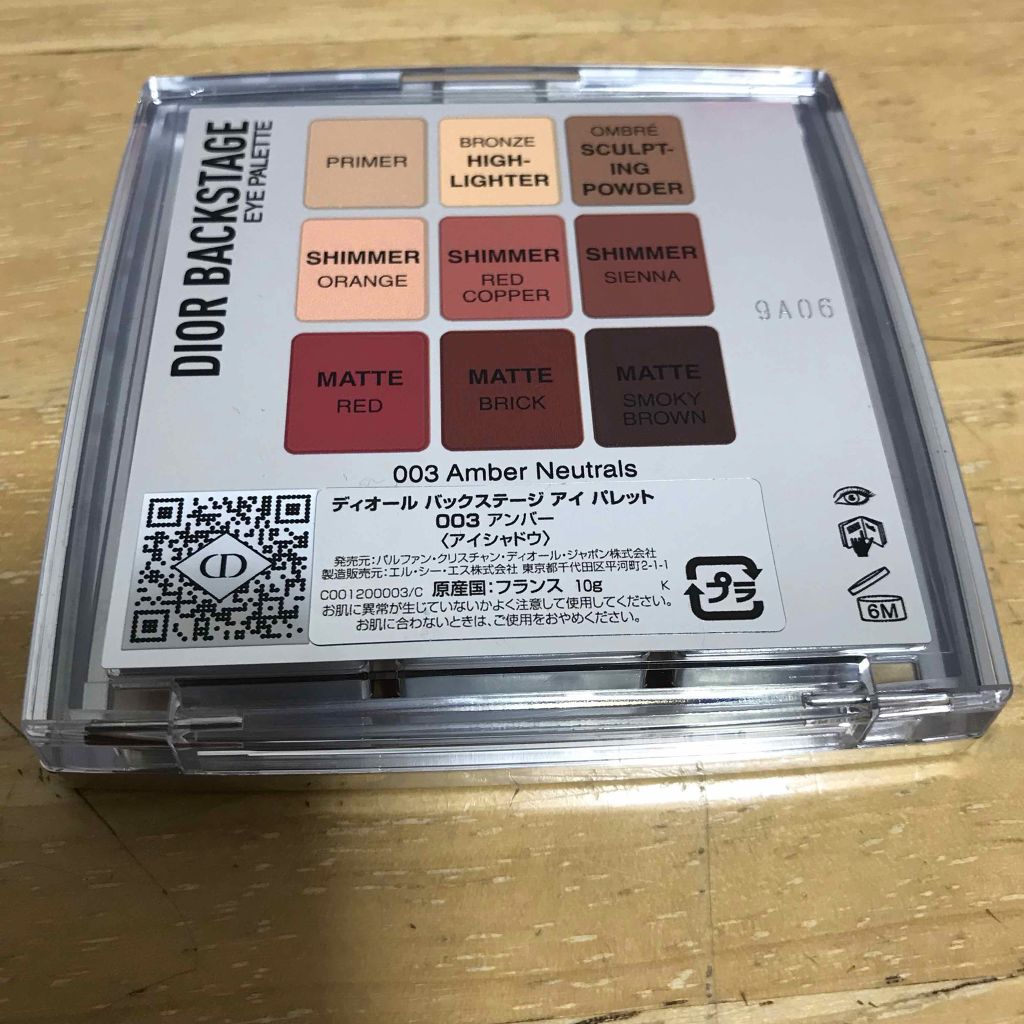 DIOR BACKSTAGE
EYE PALETTE
PRIMER
BRONZE
HIGH-
LIGHTER
OMBRÉ
SCULPT-
ING
POWDER
SHIMMER
ORANGE
SHIMMER
RED
COPPER
SHIMMER
SIENNA
9A06
MATTE
RED
MATTE
BRICK
MATTE
SMOKY
BROWN
003 Amber Neutrals
ディオール バックステージ アイ パレット
003 アンバー
〈アイシャドウ〉
発売元:パルファン・クリスチャン・ディオール・ジャポン株式会社
製造販売元:エル・シー・エス株式会社 東京都千代田区平河町2-1-1
C001200003/C 原産国:フランス 10g K
お肌に異常が生じていないかよく注意して使用してください。
お肌に合わないときは、ご使用をおやめください。
プラ
CD
6M